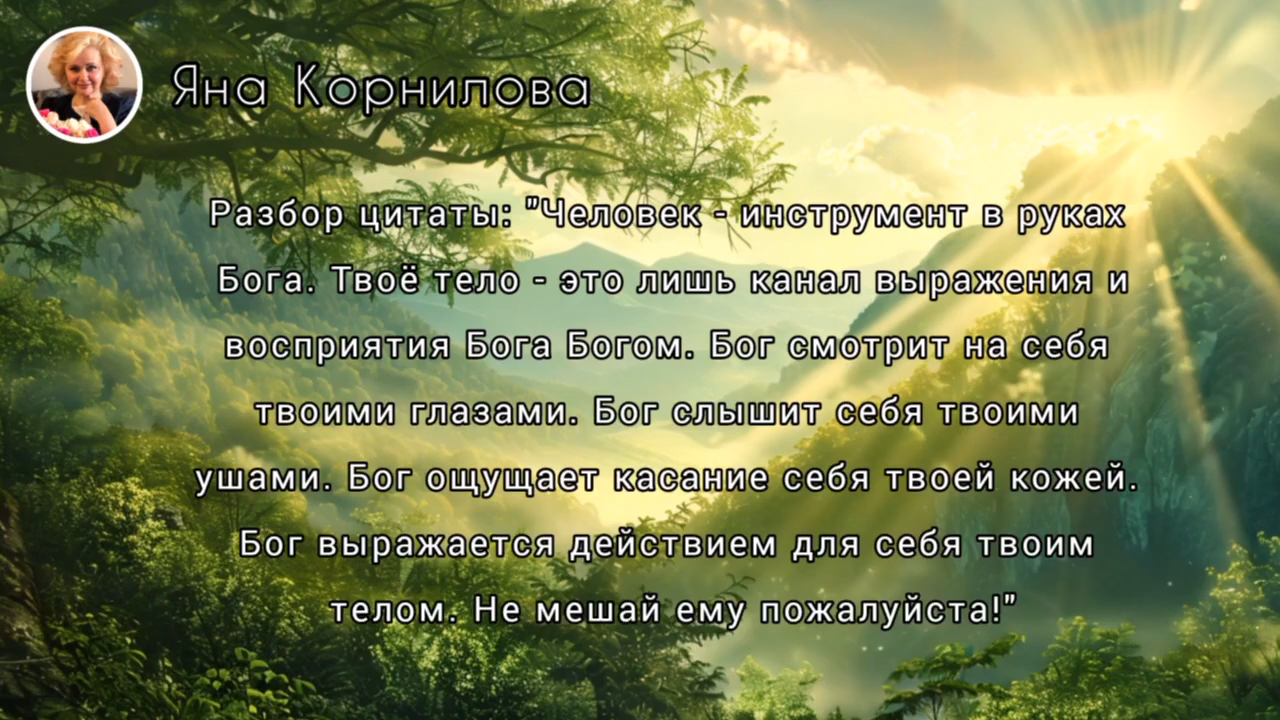 Яна Корнилова
Разбор цитаты: "Человек - инструмент в руках
Бога. Твоё тело - это лишь канал выражения и
восприятия Бога Богом. Бог смотрит на себя
твоими глазами. Бог слышит себя твоими
ушами. Бог ощущает касание себя твоей кожей.
Бог выражается действием для себя твоим
телом. Не мешай ему пожалуйста!"